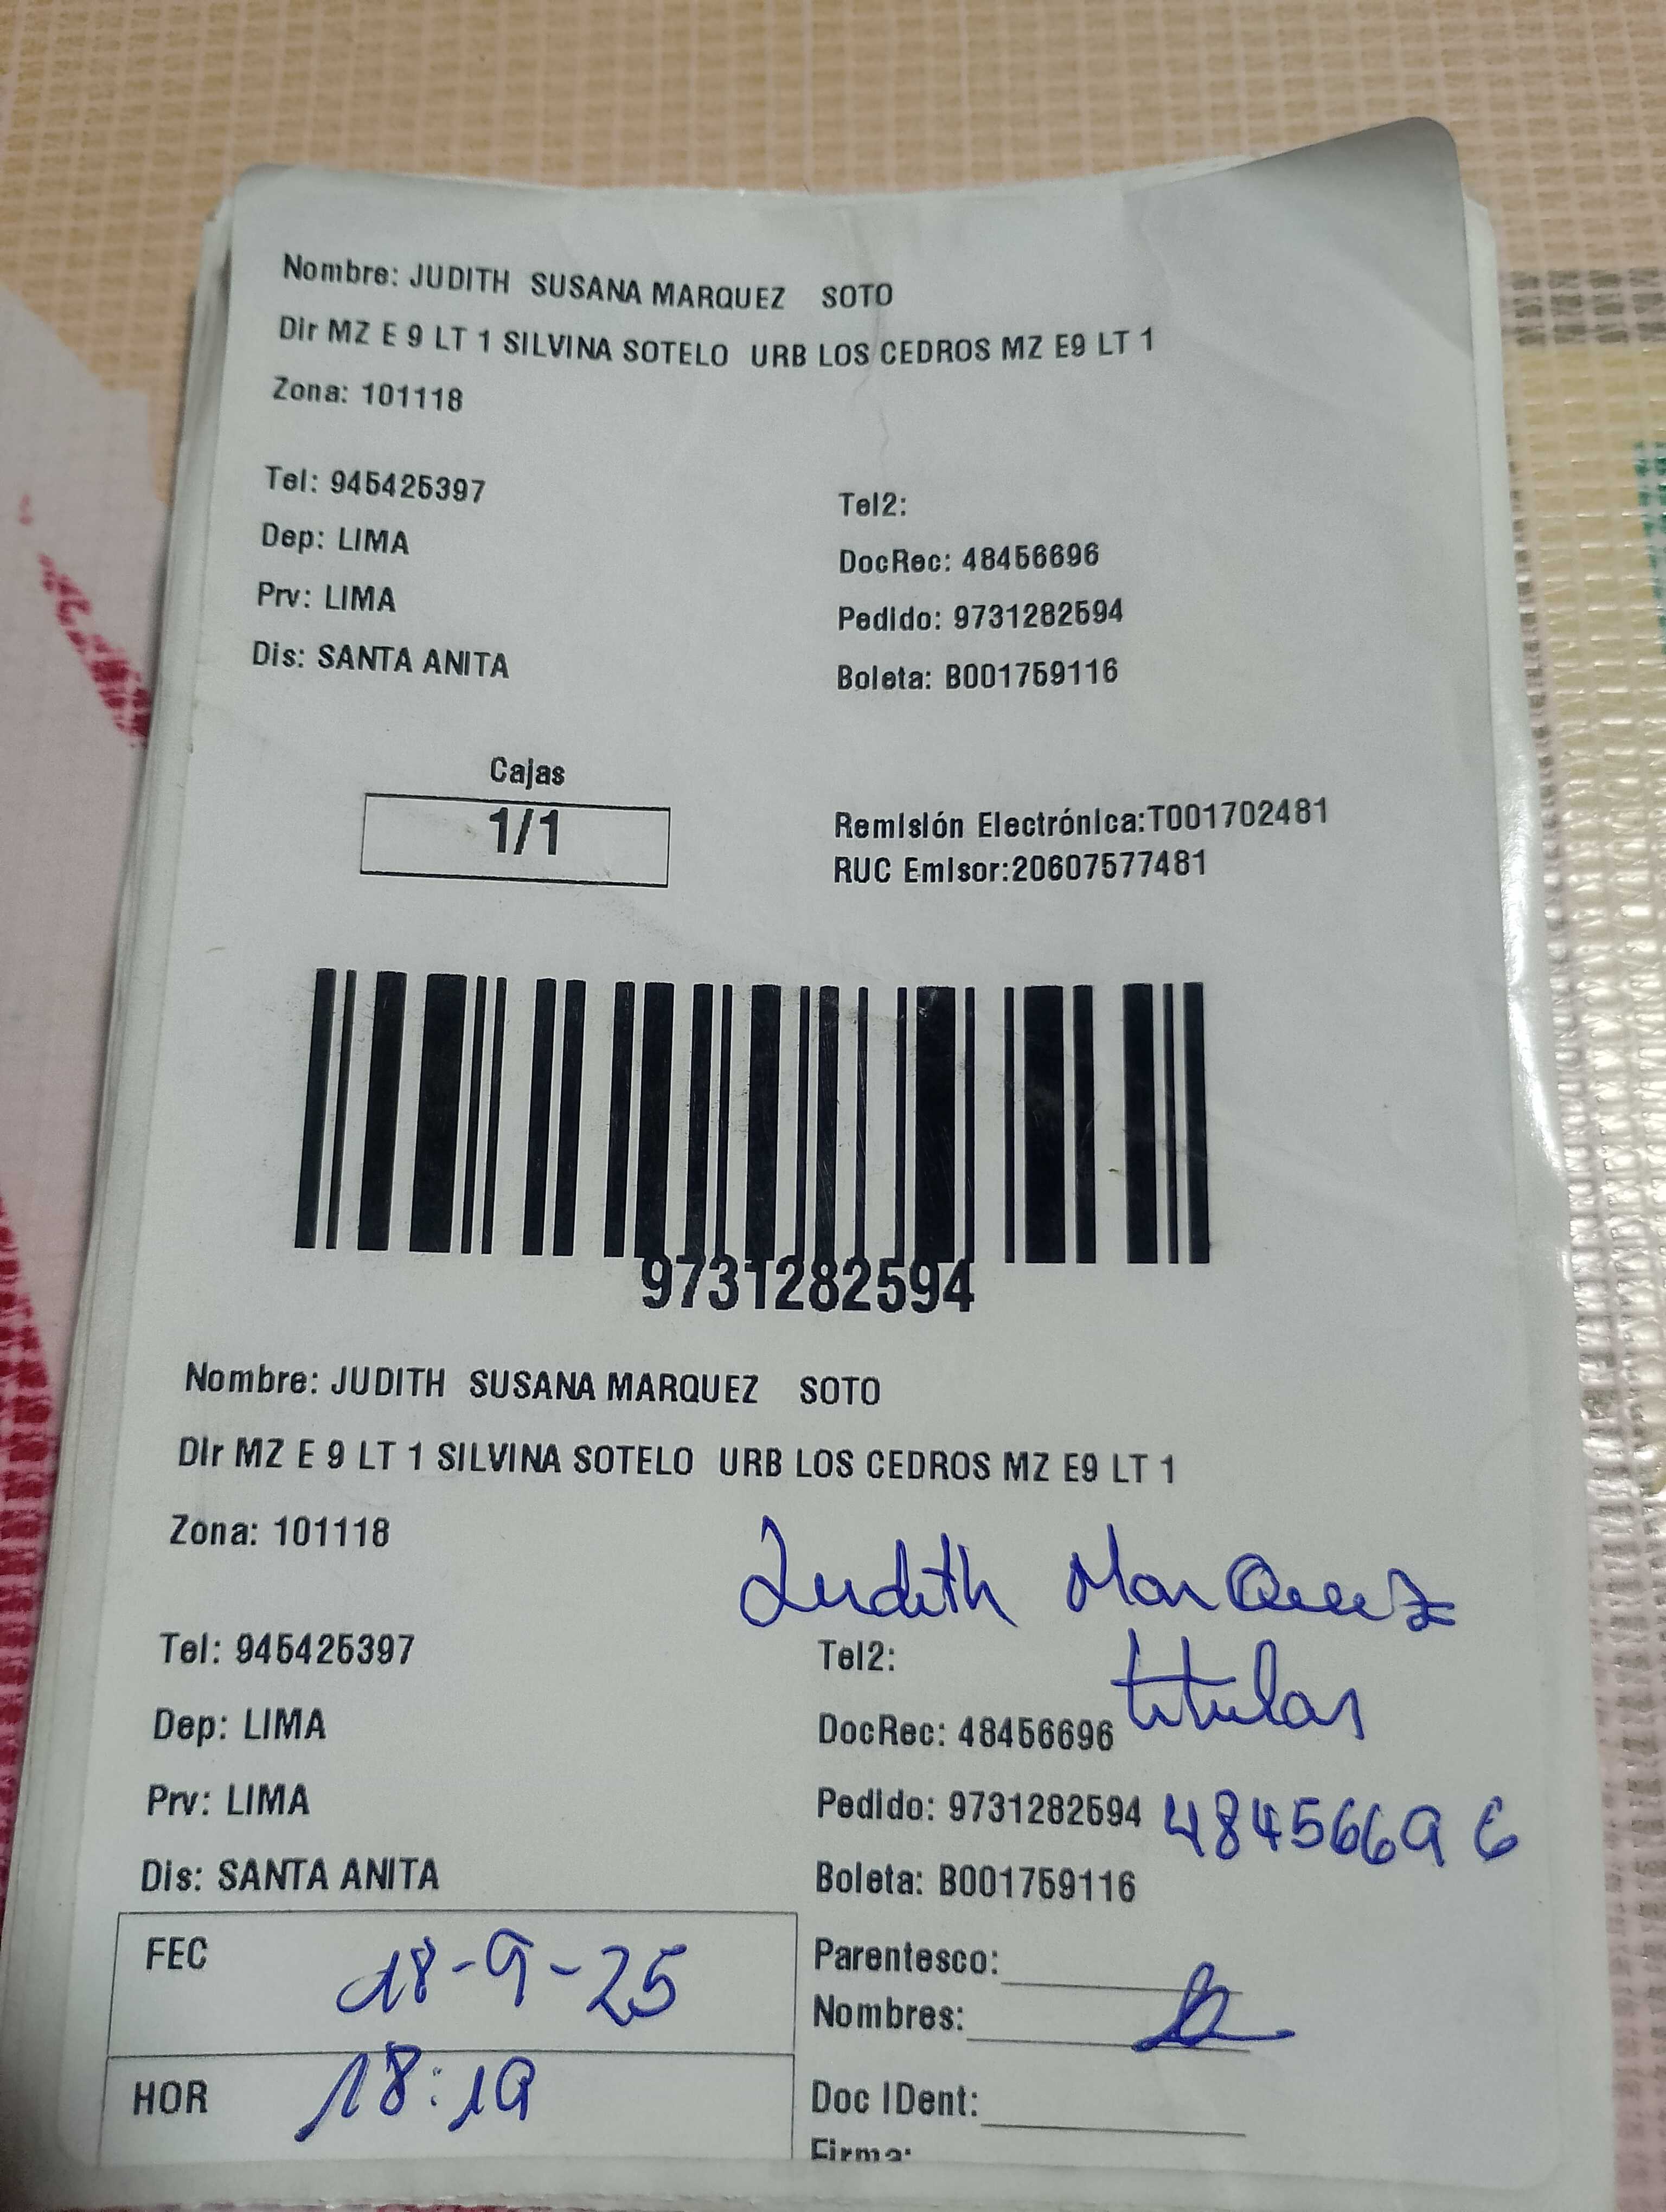 Nombre: JUDITH SUSANA MARQUEZ SOTO
Dir MZ E 9 LT 1 SILVINA SOTELO URB LOS CEDROS MZ E9 LT 1
Zona: 101118
Tel: 945425397
Tel2:
Dep: LIMA
DocRec: 48456696
Prv: LIMA
Pedido: 9731282594
Dis: SANTA ANITA
Boleta: B001759116
Cajas
1/1
Remisión Electrónica:T001702481
RUC Emisor:20607577481
9731282594
Nombre: JUDITH SUSANA MARQUEZ SOTO
Dir MZ E 9 LT 1 SILVINA SOTELO URB LOS CEDROS MZ E9 LT 1
Zona: 101118
Judith MarQuez
Tel: 945425397
Tel2:
titular
Dep: LIMA
DocRec: 48456696
Prv: LIMA
Pedido: 9731282594 48456696
Dis: SANTA ANITA
Boleta: B001759116
FEC 18-9-25
Parentesco:
Nombres:
HOR 18:19
Doc IDent:
Firma: